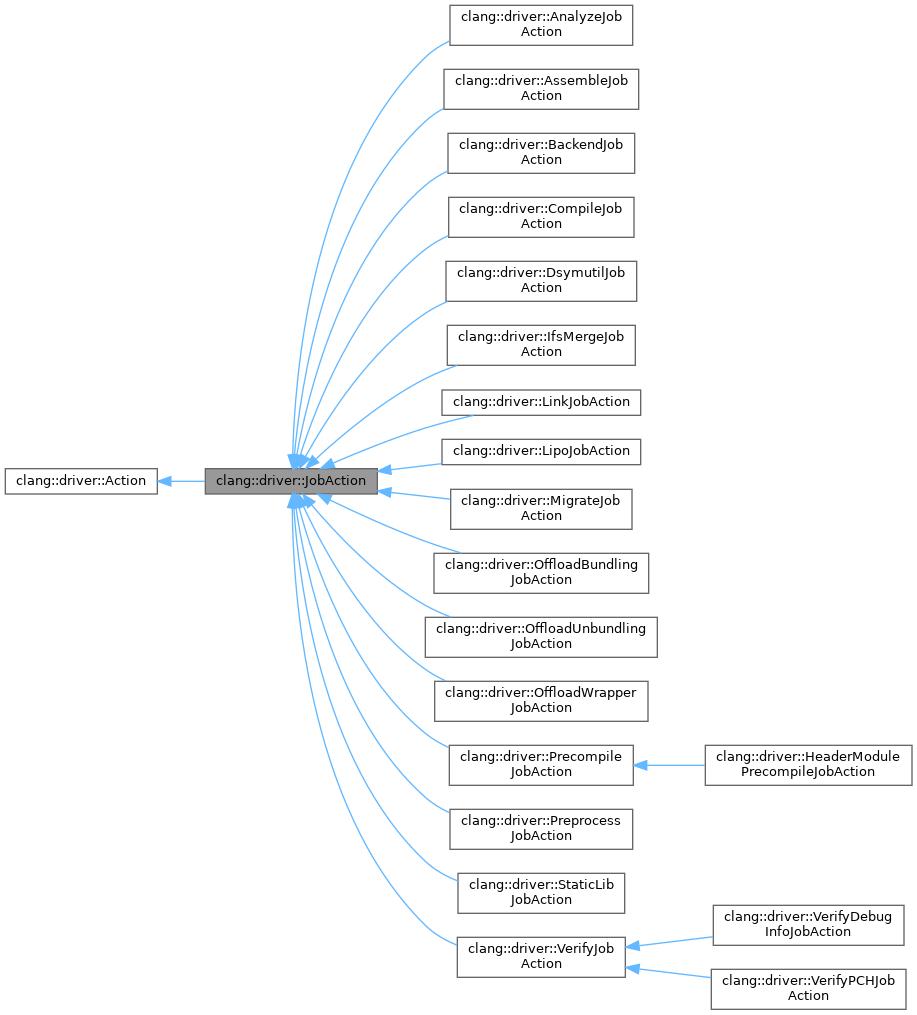 clang::driver::AnalyzeJob
Action
clang::driver::AssembleJob
Action
clang::driver::BackendJob
Action
clang::driver::CompileJob
Action
clang::driver::DsymutilJob
Action
clang::driver::IfsMergeJob
Action
clang::driver::LinkJobAction
clang::driver::LipoJobAction
clang::driver::Action
clang::driver::JobAction
clang::driver::MigrateJob
Action
clang::driver::OffloadBundling
JobAction
clang::driver::OffloadUnbundling
JobAction
clang::driver::OffloadWrapper
JobAction
clang::driver::Precompile
JobAction
clang::driver::HeaderModule
PrecompileJobAction
clang::driver::Preprocess
JobAction
clang::driver::StaticLib
JobAction
clang::driver::VerifyJob
Action
clang::driver::VerifyDebug
InfoJobAction
clang::driver::VerifyPCHJob
Action